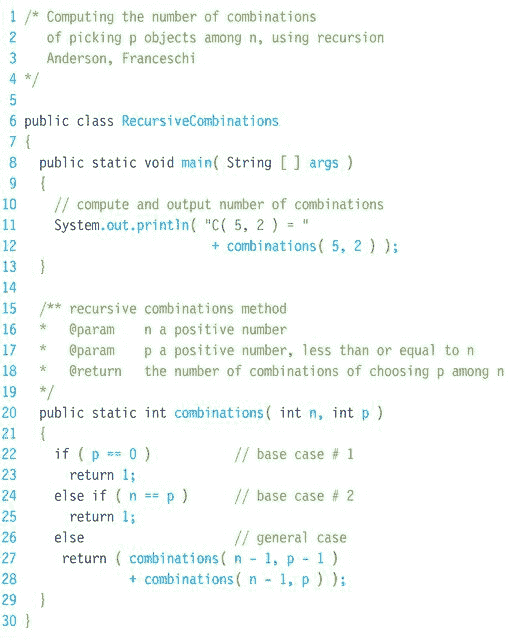 1 /* Computing the number of combinations
2    of picking p objects among n, using recursion
3    Anderson, Franceschi
4 */
5
6 public class RecursiveCombinations
7 {
8   public static void main( String [ ] args )
9   {
10     // compute and output number of combinations
11     System.out.println( "C( 5, 2 ) = "
12                          + combinations( 5, 2 ) );
13   }
14
15   /** recursive combinations method
16   *   @param    n a positive number
17   *   @param    p a positive number, less than or equal to n
18   *   @return   the number of combinations of choosing p among n
19   */
20   public static int combinations( int n, int p )
21   {
22     if ( p == 0 )            // base case # 1
23       return 1;
24     else if ( n == p )       // base case # 2
25       return 1;
26     else                     // general case
27      return ( combinations( n - 1, p - 1 )
28               + combinations( n - 1, p ) );
29   }
30 }